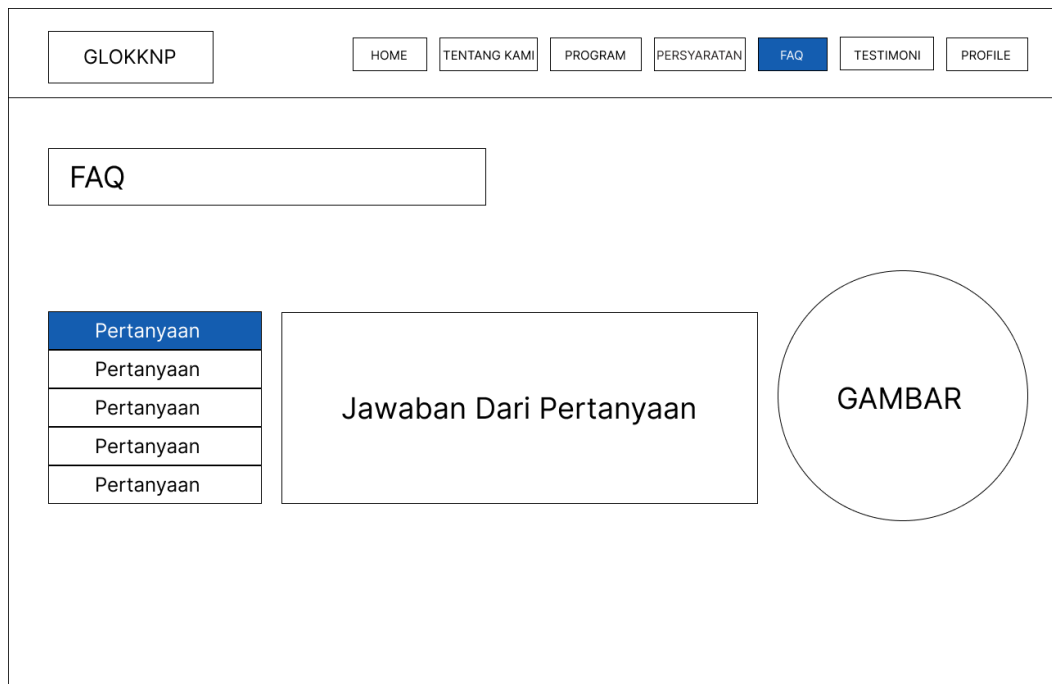 GLOKKNP
HOME
TENTANG KAMI
PROGRAM
PERSYARATAN
FAQ
TESTIMONI
PROFILE
FAQ
Pertanyaan
Pertanyaan
Pertanyaan
Pertanyaan
Pertanyaan
Jawaban Dari Pertanyaan
GAMBAR